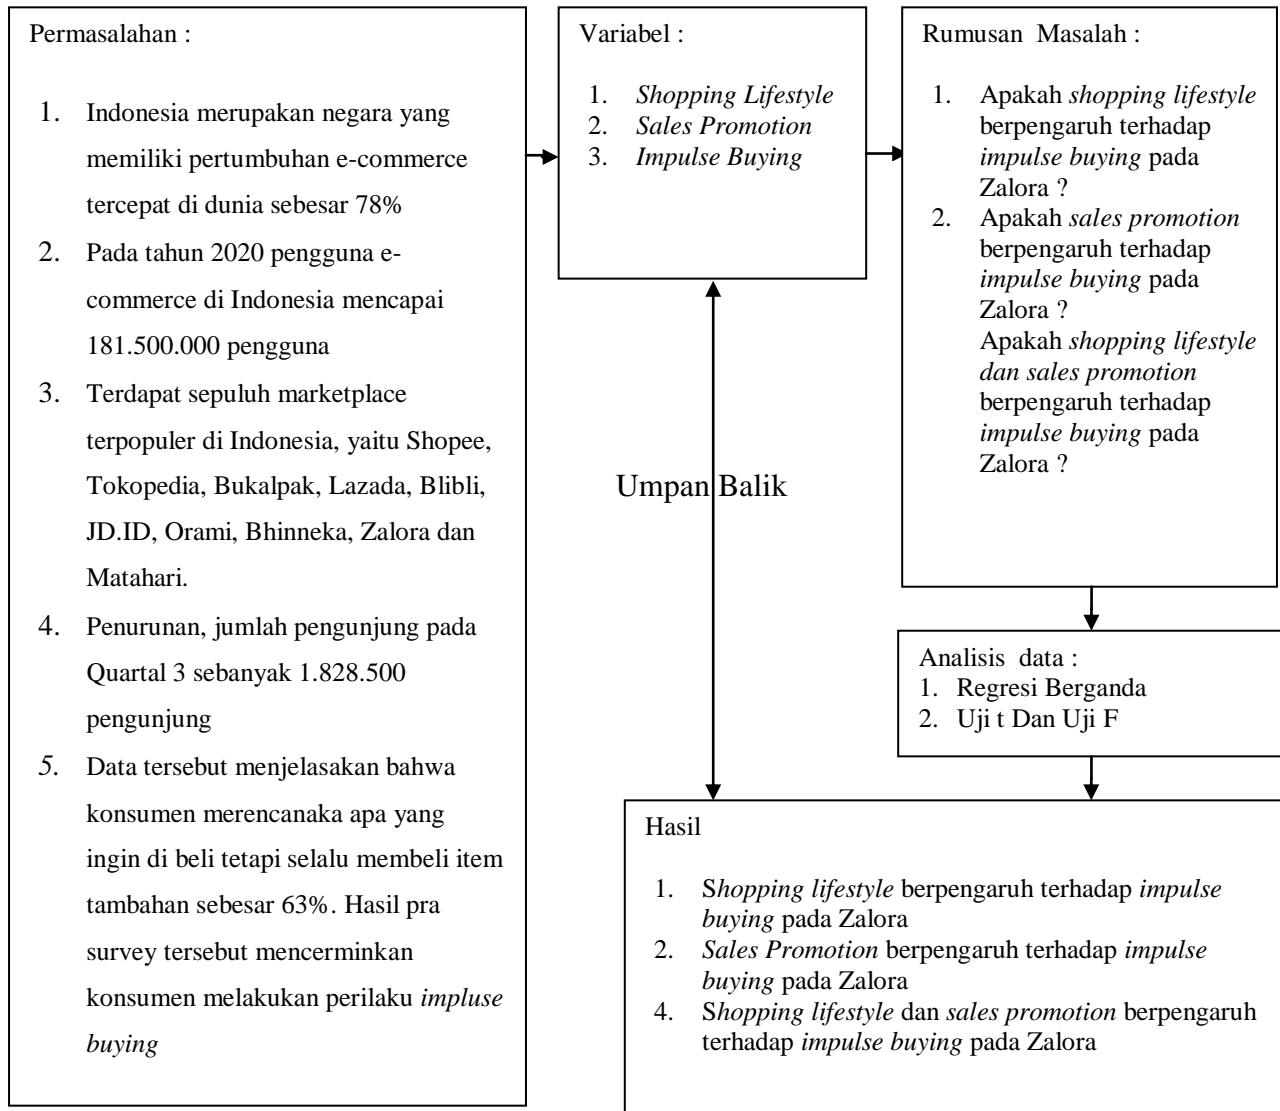 Permasalahan :
1. Indonesia merupakan negara yang
memiliki pertumbuhan e-commerce
tercepat di dunia sebesar 78%
2. Pada tahun 2020 pengguna e-
commerce di Indonesia mencapai
181.500.000 pengguna
3. Terdapat sepuluh marketplace
terpopuler di Indonesia, yaitu Shopee,
Tokopedia, Bukalpak, Lazada, Blibli,
JD.ID, Orami, Bhinneka, Zalora dan
Matahari.
4. Penurunan, jumlah pengunjung pada
Quartal 3 sebanyak 1.828.500
pengunjung
5. Data tersebut menjelasakan bahwa
konsumen merencanaka apa yang
ingin di beli tetapi selalu membeli item
tambahan sebesar 63%. Hasil pra
survey tersebut mencerminkan
konsumen melakukan perilaku impluse
buying
Variabel :
1. Shopping Lifestyle
2. Sales Promotion
3. Impulse Buying
Rumusan Masalah :
1. Apakah shopping lifestyle
berpengaruh terhadap
impulse buying pada
Zalora ?
2. Apakah sales promotion
berpengaruh terhadap
impulse buying pada
Zalora ?
Apakah shopping lifestyle
dan sales promotion
berpengaruh terhadap
impulse buying pada
Zalora ?
Umpan Balik
Analisis data :
1. Regresi Berganda
2. Uji t Dan Uji F
Hasil
1. Shopping lifestyle berpengaruh terhadap impulse
buying pada Zalora
2. Sales Promotion berpengaruh terhadap impulse
buying pada Zalora
4. Shopping lifestyle dan sales promotion berpengaruh
terhadap impulse buying pada Zalora